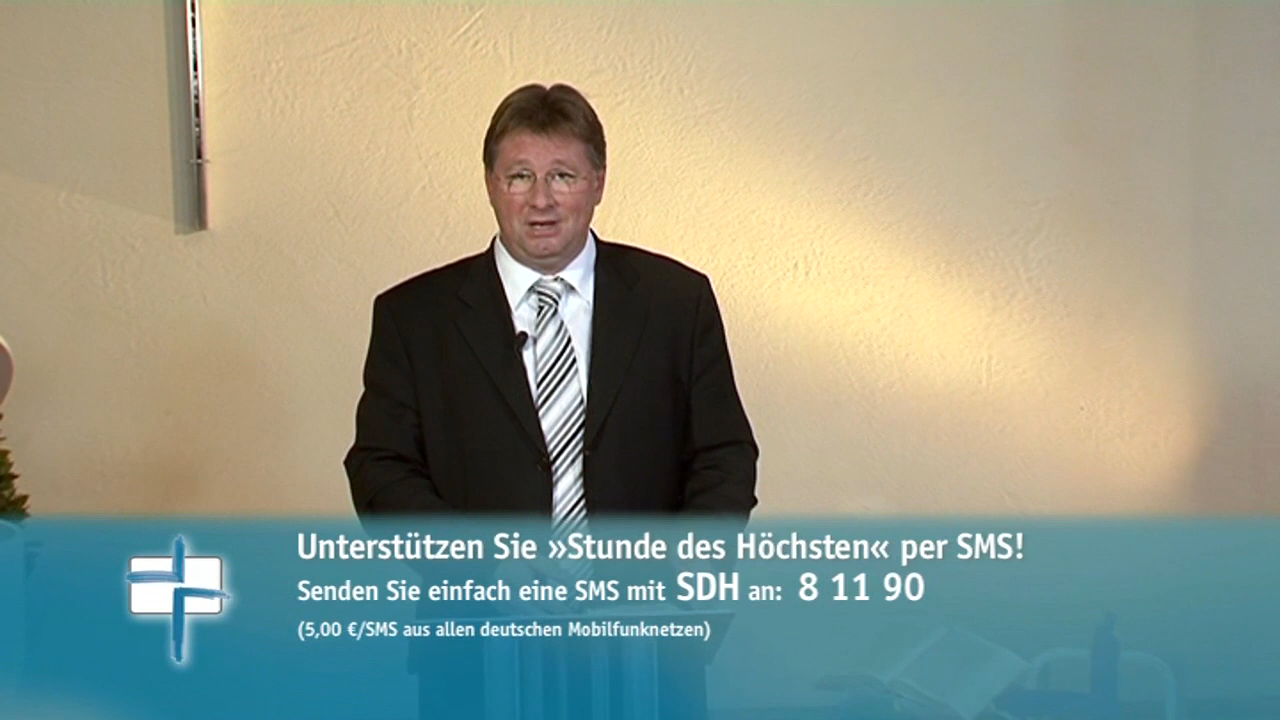 Unterstützen Sie »Stunde des Höchsten« per SMS!
Senden Sie einfach eine SMS mit SDH an: 8 11 90
(5,00 €/SMS aus allen deutschen Mobilfunknetzen)